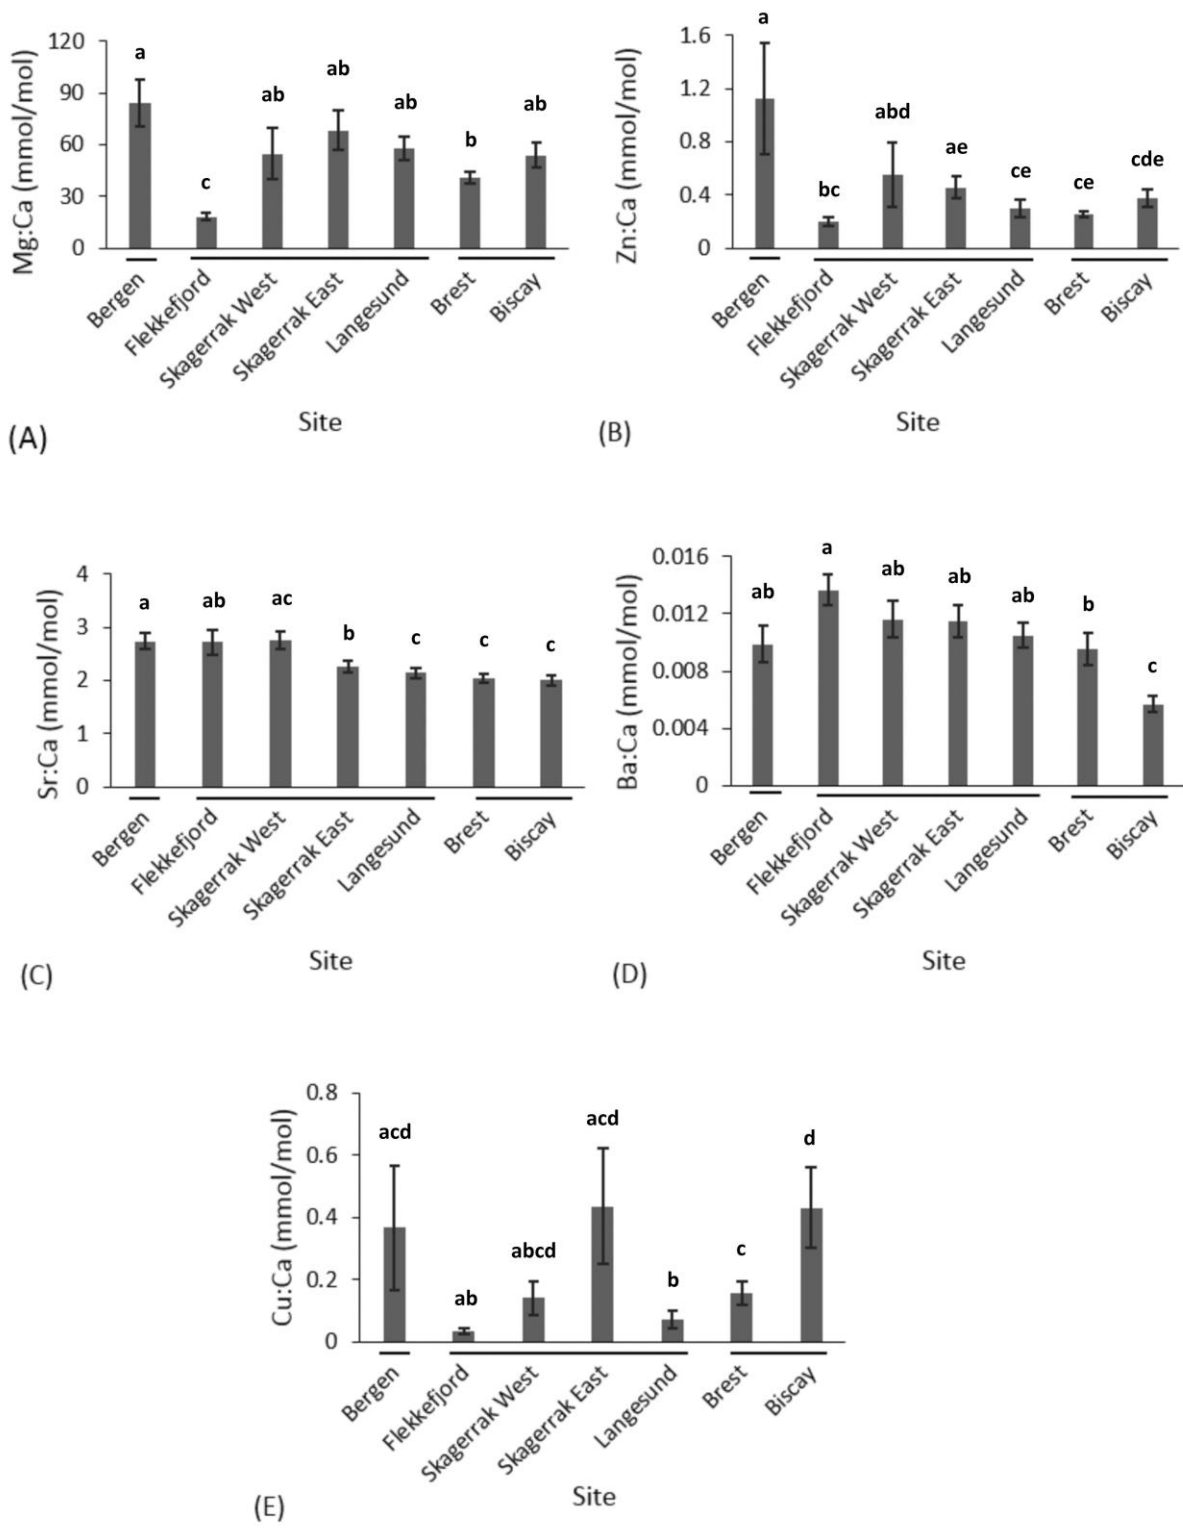 Mg:Ca (mmol/mol)
120
90
60
30
0
a
c
ab
ab
ab
b
ab
Bergen
Flekkefjord
Skagerrak West
Skagerrak East
Langesund
Brest
Biscay
Site
(A)
Zn:Ca (mmol/mol)
1.6
1.2
0.8
0.4
0
a
bc
abd
ae
ce
ce
cde
Bergen
Flekkefjord
Skagerrak West
Skagerrak East
Langesund
Brest
Biscay
Site
(B)
Sr:Ca (mmol/mol)
4
3
2
1
0
a
ab
ac
b
c
c
c
Bergen
Flekkefjord
Skagerrak West
Skagerrak East
Langesund
Brest
Biscay
Site
(C)
Ba:Ca (mmol/mol)
0.016
0.012
0.008
0.004
0
ab
a
ab
ab
ab
b
c
Bergen
Flekkefjord
Skagerrak West
Skagerrak East
Langesund
Brest
Biscay
Site
(D)
Cu:Ca (mmol/mol)
0.8
0.6
0.4
0.2
0
acd
ab
abcd
acd
b
c
d
Bergen
Flekkefjord
Skagerrak West
Skagerrak East
Langesund
Brest
Biscay
Site
(E)